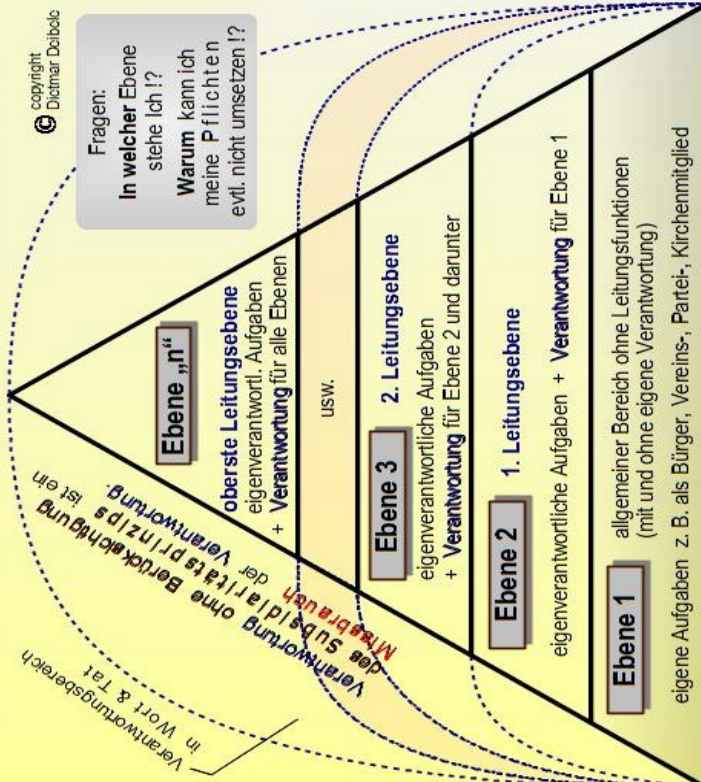 © copyright
Dictmar Doibolc
Fragen:
In welcher Ebene
stehe Ich !?
Warum kann ich
meine Pflichten
evtl. nicht umsetzen !?
Verantwortungsbereich
in Wort & Tat
Verantwortung ohne Berücksichtigung
des Subsidiaritätsprinzips ist ein
Missbrauch der Verantwortung.
Ebene „n“
oberste Leitungsebene
eigenverantwortl. Aufgaben
+ Verantwortung für alle Ebenen
usw.
Ebene 3 2. Leitungsebene
eigenverantwortliche Aufgaben
+ Verantwortung für Ebene 2 und darunter
Ebene 2 1. Leitungsebene
eigenverantwortliche Aufgaben + Verantwortung für Ebene 1
Ebene 1 allgemeiner Bereich ohne Leitungsfunktionen
(mit und ohne eigene Verantwortung)
eigene Aufgaben z. B. als Bürger, Vereins-, Partei-, Kirchenmitglied